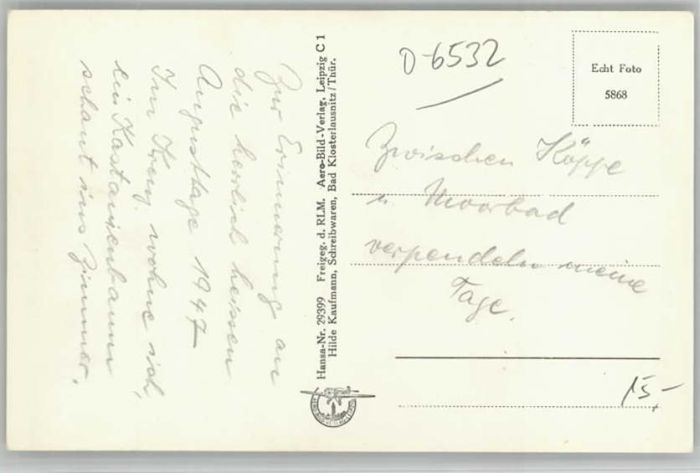 Zur Erinnerung an
die herrlich heissen
Augusttage 1947
Im Krug wohne ich,
ein Kastanienbaum
schaut ins Zimmer.
Hansa-Nr. 29399 Freigeg. d. RLM. Aero-Bild-Verlag, Leipzig C 1
Hilde Kaufmann, Schreibwaren, Bad Klosterlausnitz/Thür.
D-6532
Echt Foto
5868
Zwischen Köppe
u. Moorbad
verpendeln meine
Tage.
15,-